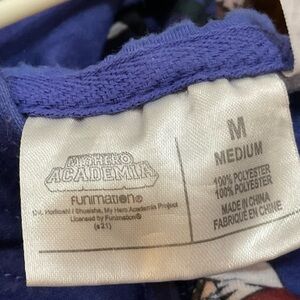 MY HERO
ACADEMIA
FUNIMATION®
©K. Horikoshi / Shueisha, My Hero Academia Project
Licensed by Funimation®
(s21)
M
MEDIUM
100% POLYESTER
100% POLYESTER
MADE IN CHINA
FABRIQUE EN CHINE